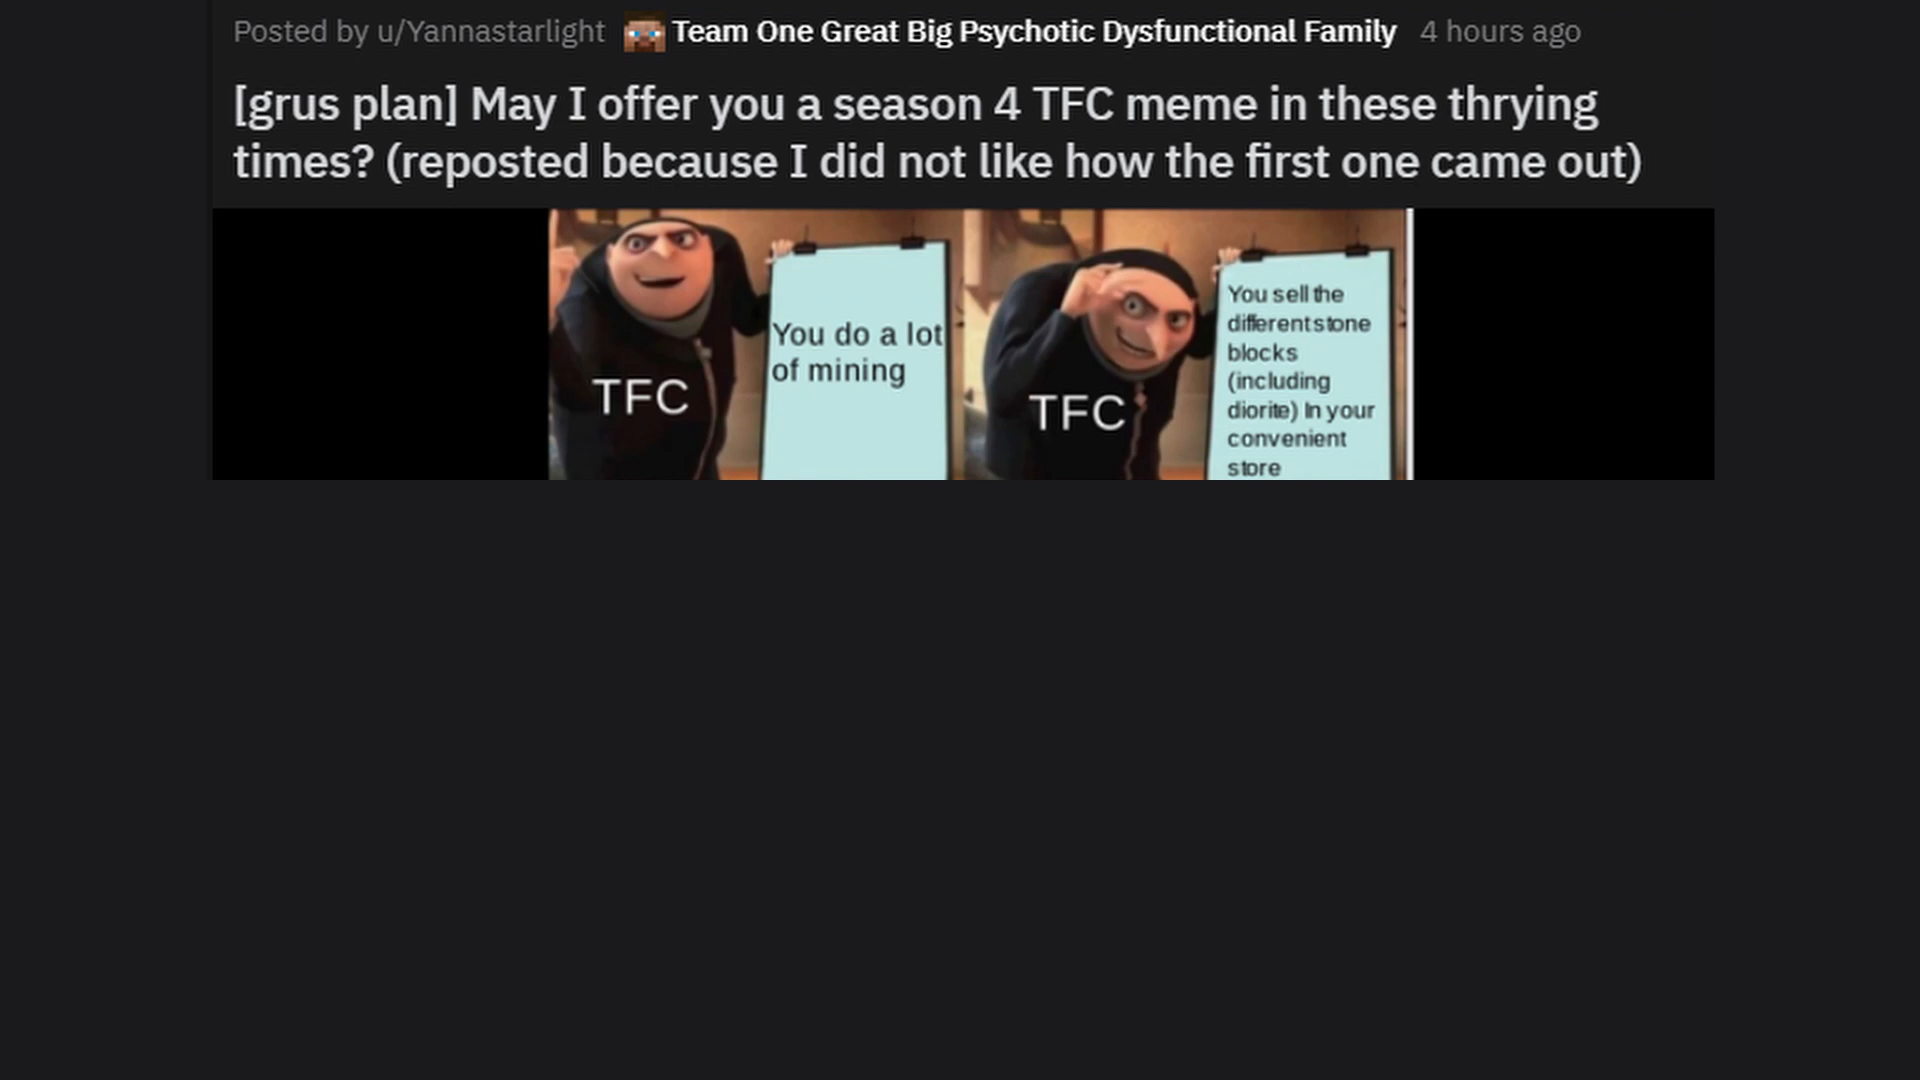 Posted by u/Yannastarlight Team One Great Big Psychotic Dysfunctional Family 4 hours ago
[grus plan] May I offer you a season 4 TFC meme in these thrying
times? (reposted because I did not like how the first one came out)
TFC
You do a lot
of mining
TFC
You sell the
different stone
blocks
(including
diorite) In your
convenient
store